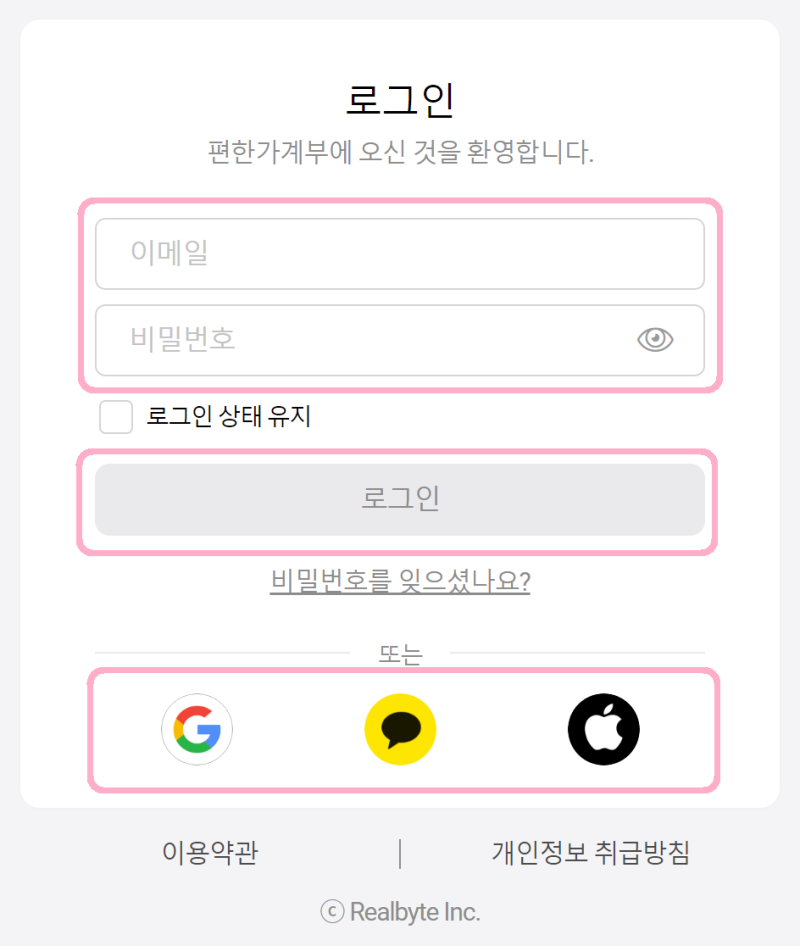 로그인
편한가계부에 오신 것을 환영합니다.
이메일
비밀번호
로그인 상태 유지
로그인
비밀번호를 잊으셨나요?
또는
이용약관 | 개인정보 취급방침
ⓒ Realbyte Inc.